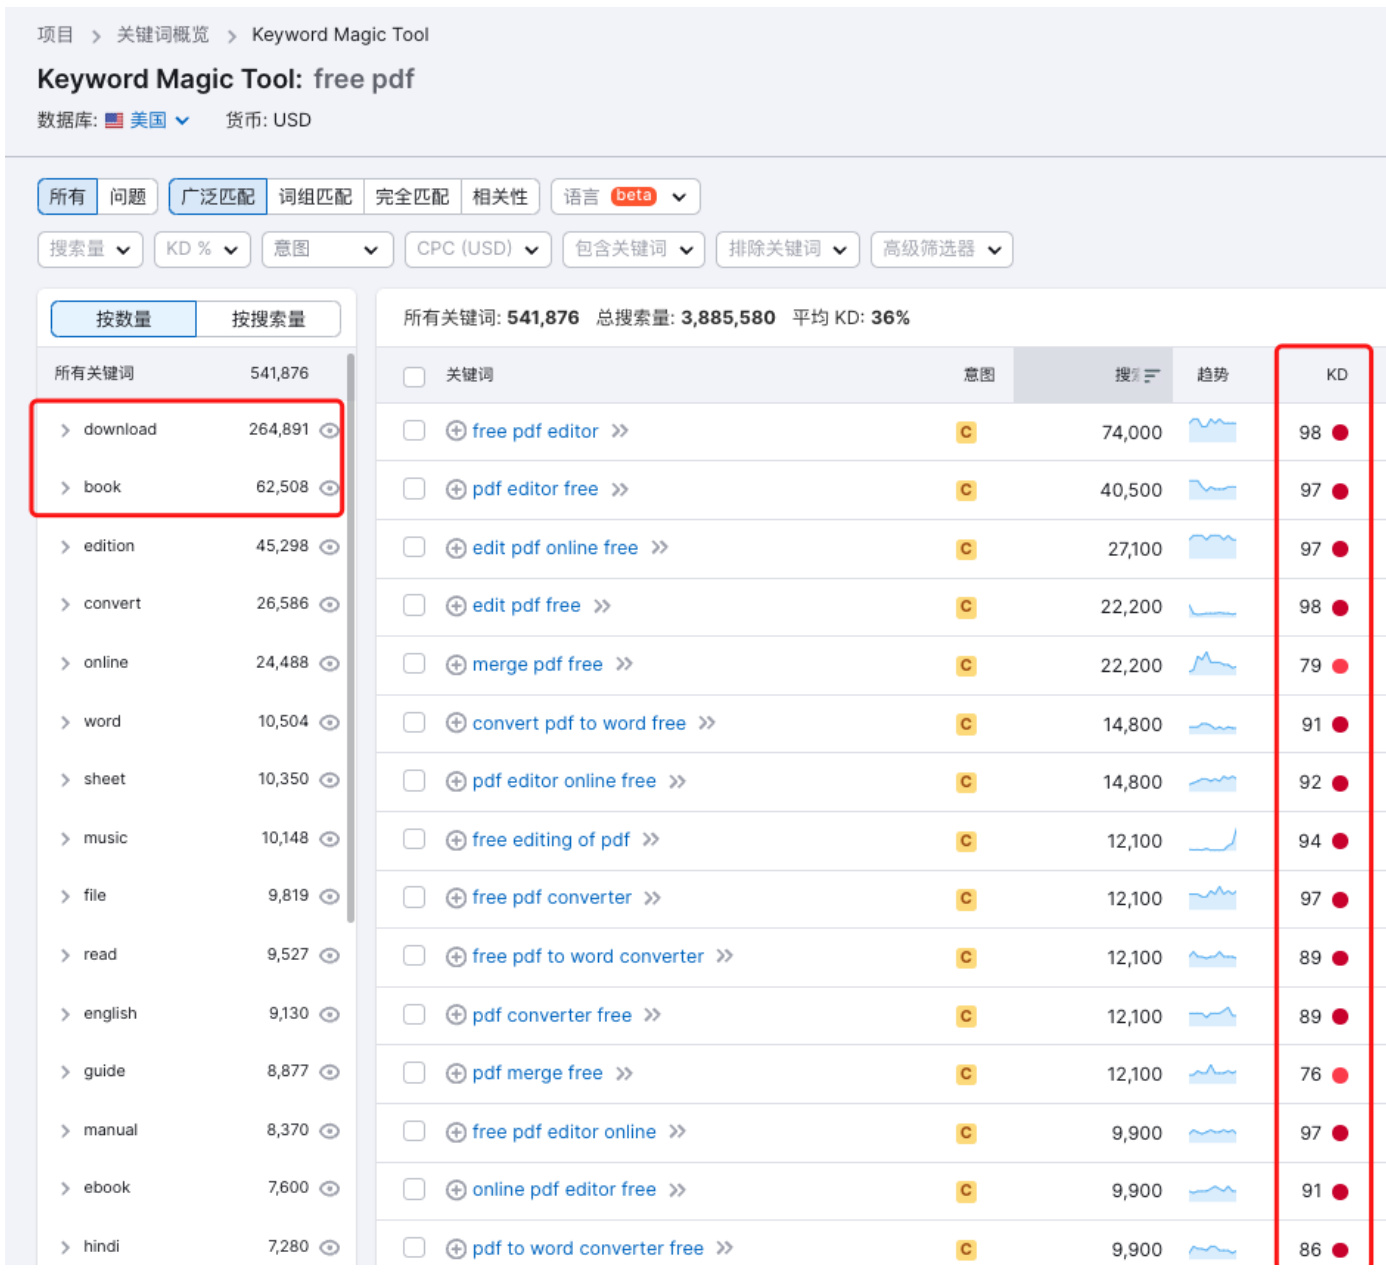 项目 > 关键词概览 > Keyword Magic Tool
Keyword Magic Tool: free pdf
数据库: 美国 货币: USD
所有 问题 广泛匹配 词组匹配 完全匹配 相关性 语言 beta
搜索量 KD % 意图 CPC (USD) 包含关键词 排除关键词 高级筛选器
按数量 按搜索量
所有关键词: 541,876 总搜索量: 3,885,580 平均 KD: 36%
所有关键词 541,876
关键词 意图 搜 趋势 KD
download 264,891
free pdf editor C 74,000 98
book 62,508
pdf editor free C 40,500 97
edition 45,298
edit pdf online free C 27,100 97
convert 26,586
edit pdf free C 22,200 98
online 24,488
merge pdf free C 22,200 79
word 10,504
convert pdf to word free C 14,800 91
sheet 10,350
pdf editor online free C 14,800 92
music 10,148
free editing of pdf C 12,100 94
file 9,819
free pdf converter C 12,100 97
read 9,527
free pdf to word converter C 12,100 89
english 9,130
pdf converter free C 12,100 89
guide 8,877
pdf merge free C 12,100 76
manual 8,370
free pdf editor online C 9,900 97
ebook 7,600
online pdf editor free C 9,900 91
hindi 7,280
pdf to word converter free C 9,900 86